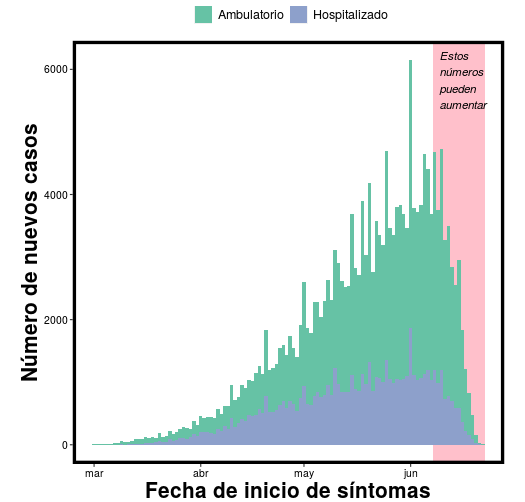 Ambulatorio Hospitalizado
Estos
números
pueden
aumentar
6000
4000
2000
0
Número de nuevos casos
mar abr may jun
Fecha de inicio de síntomas